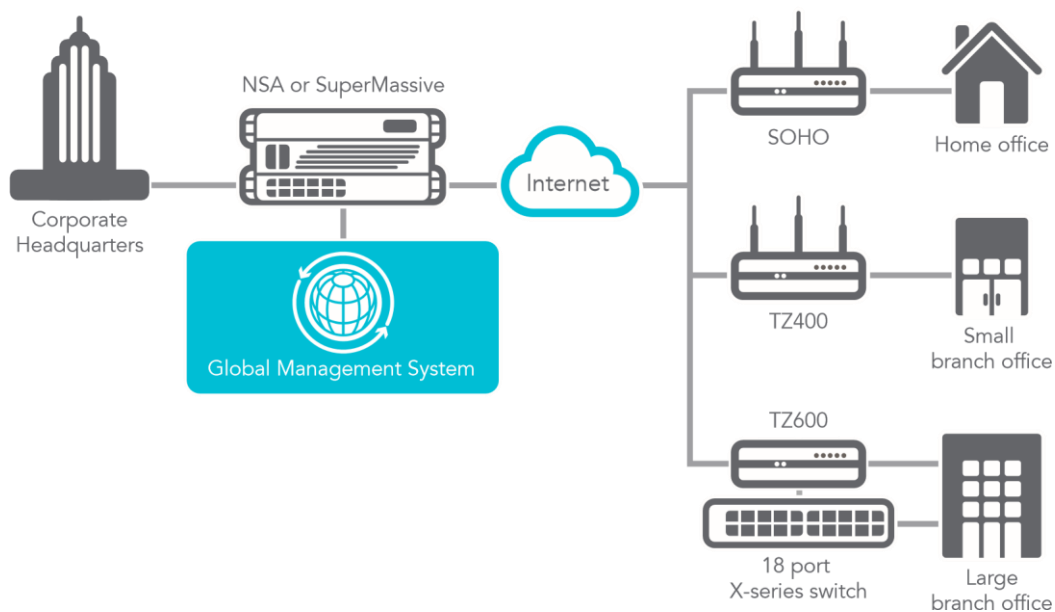 NSA or SuperMassive
Corporate
Headquarters
Internet
Global Management System
SOHO
Home office
TZ400
Small
branch office
TZ600
18 port
X-series switch
Large
branch office